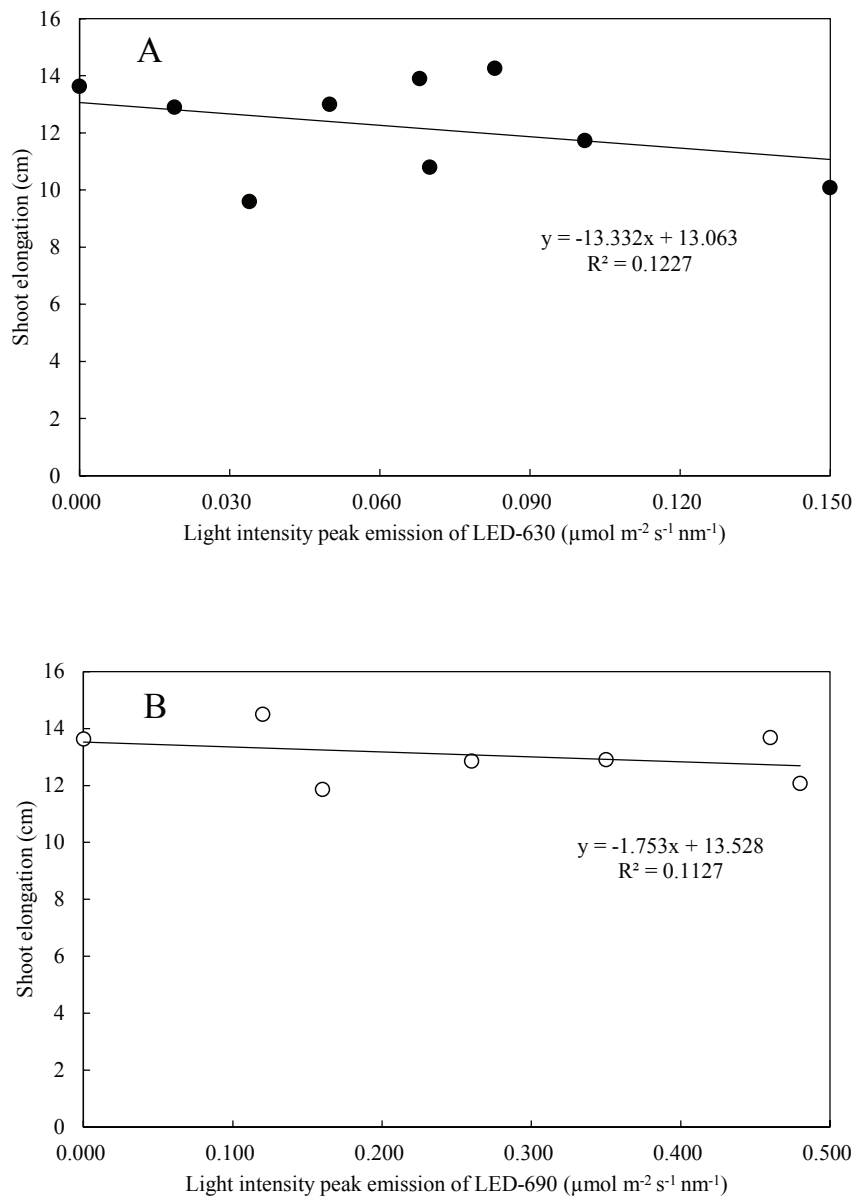 A
16
14
12
10
8
6
4
2
0
Shoot elongation (cm)
y = -13.332x + 13.063
R² = 0.1227
0.000 0.030 0.060 0.090 0.120 0.150
Light intensity peak emission of LED-630 (µmol m⁻² s⁻¹ nm⁻¹)
B
16
14
12
10
8
6
4
2
0
Shoot elongation (cm)
y = -1.753x + 13.528
R² = 0.1127
0.000 0.100 0.200 0.300 0.400 0.500
Light intensity peak emission of LED-690 (µmol m⁻² s⁻¹ nm⁻¹)